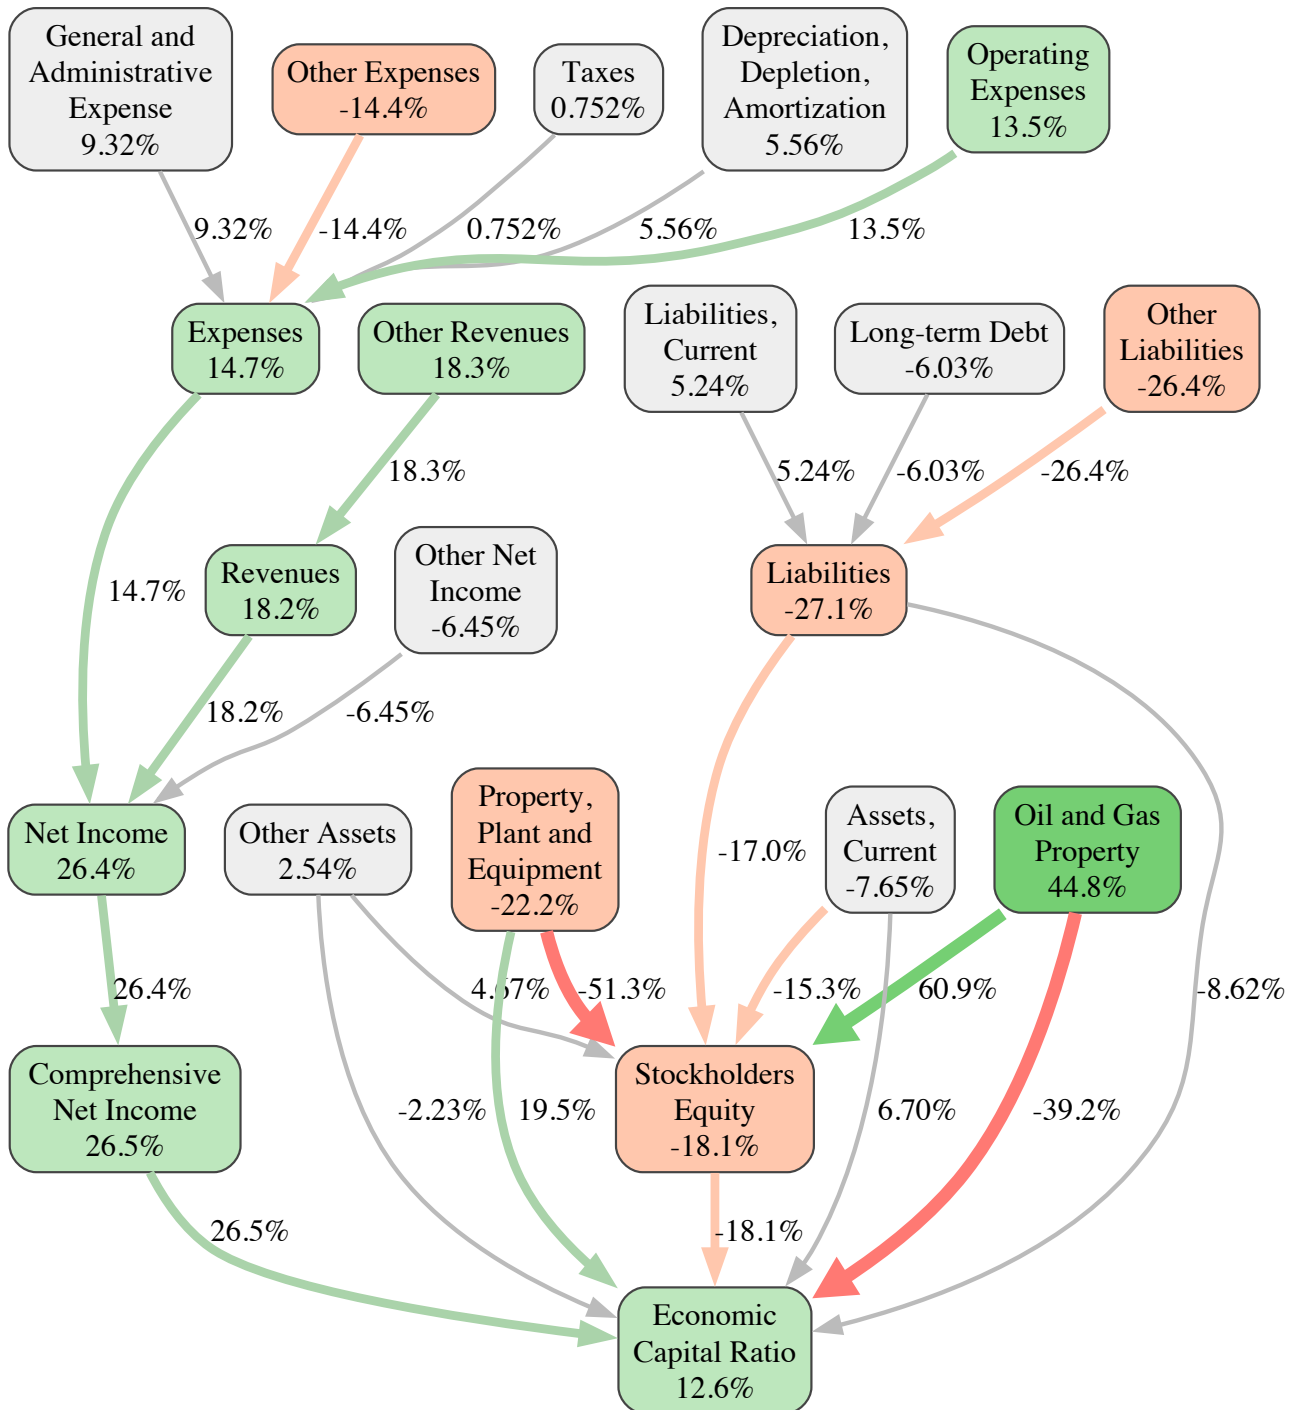 General and
Administrative
Expense
9.32%
Other Expenses
-14.4%
Taxes
0.752%
Depreciation,
Depletion,
Amortization
5.56%
Operating
Expenses
13.5%
9.32%
-14.4%
0.752%
5.56%
13.5%
Expenses
14.7%
Other Revenues
18.3%
Liabilities,
Current
5.24%
Long-term Debt
-6.03%
Other
Liabilities
-26.4%
18.3%
5.24%
-6.03%
-26.4%
14.7%
Revenues
18.2%
Other Net
Income
-6.45%
Liabilities
-27.1%
18.2%
-6.45%
Net Income
26.4%
Other Assets
2.54%
Property,
Plant and
Equipment
-22.2%
-17.0%
Assets,
Current
-7.65%
Oil and Gas
Property
44.8%
26.4%
4.67%
-51.3%
-15.3%
60.9%
-8.62%
Comprehensive
Net Income
26.5%
-2.23%
19.5%
Stockholders
Equity
-18.1%
6.70%
-39.2%
26.5%
-18.1%
Economic
Capital Ratio
12.6%